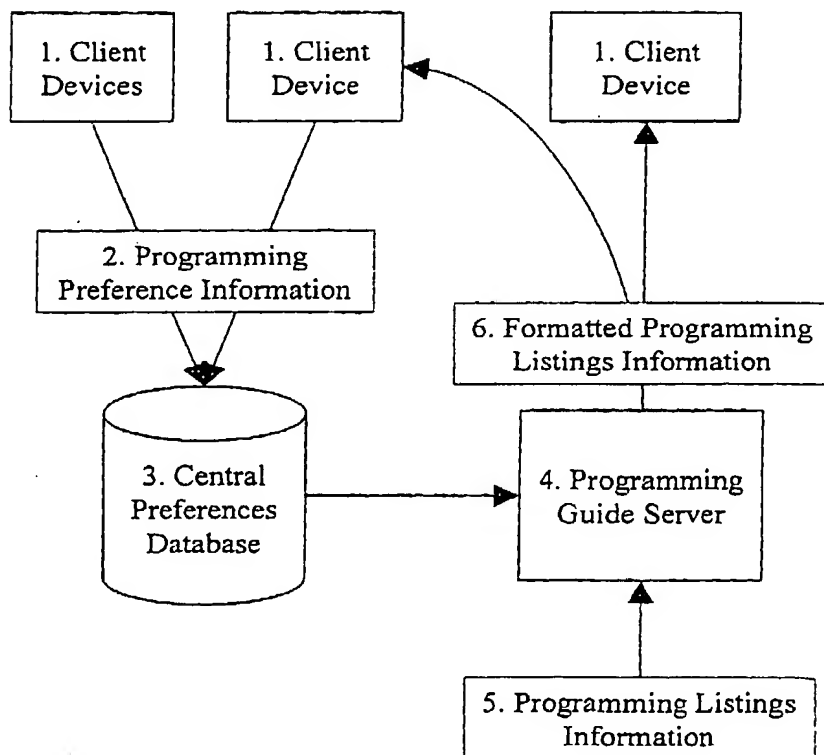 1. Client
Devices
1. Client
Device
1. Client
Device
2. Programming
Preference Information
6. Formatted Programming
Listings Information
3. Central
Preferences
Database
4. Programming
Guide Server
5. Programming Listings
Information